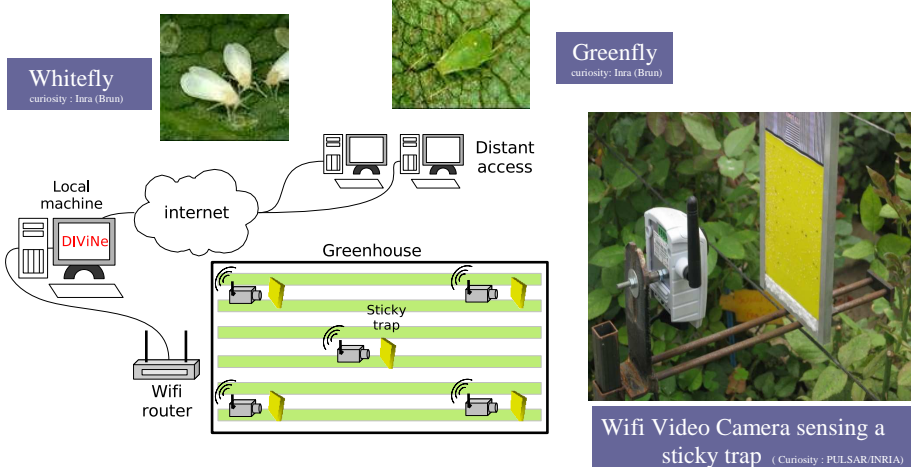 Whitefly
curiosity : Inra (Brun)
Greenfly
curiosity: Inra (Brun)
Distant
access
Local
machine
internet
DIViNe
Greenhouse
Sticky
trap
Wifi
router
Wifi Video Camera sensing a
sticky trap ( Curiosity : PULSAR/INRIA)